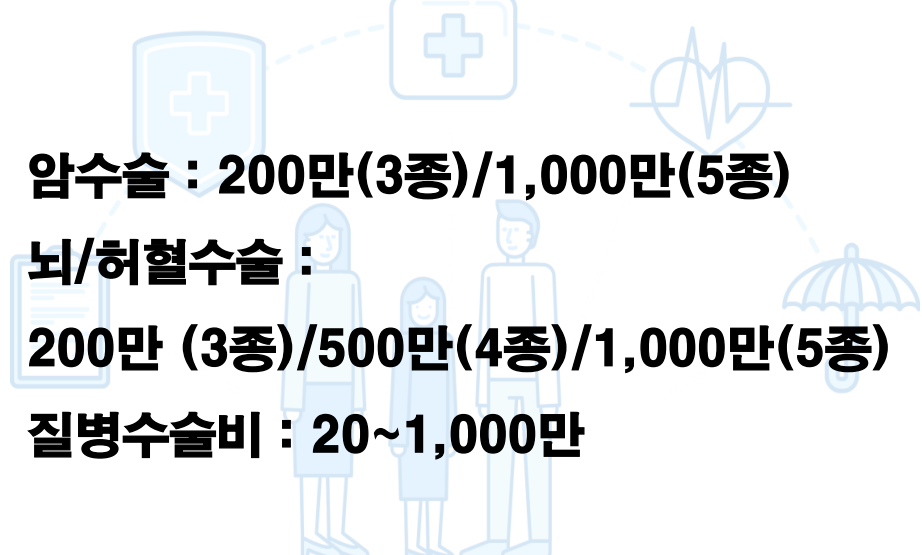 암수술 : 200만(3종)/1,000만(5종)
뇌/허혈수술 :
200만 (3종)/500만(4종)/1,000만(5종)
질병수술비 : 20~1,000만